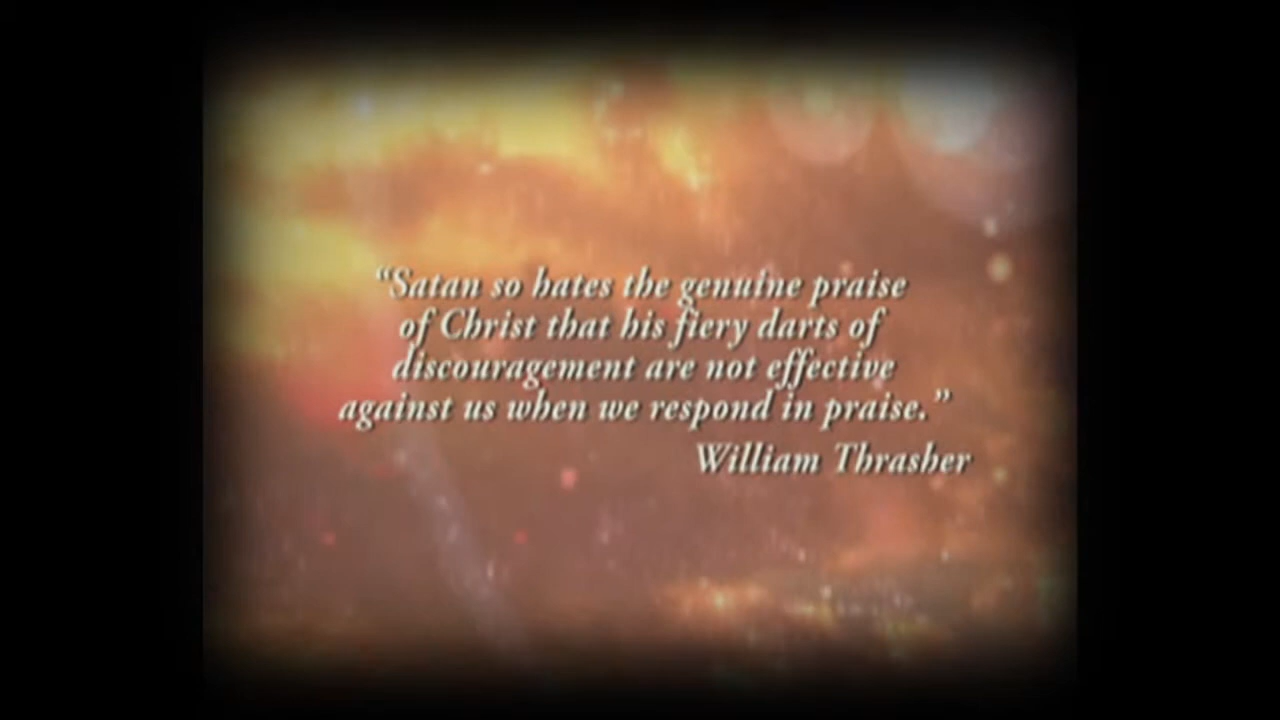 “Satan so hates the genuine praise
of Christ that his fiery darts of
discouragement are not effective
against us when we respond in praise.”
William Thrasher